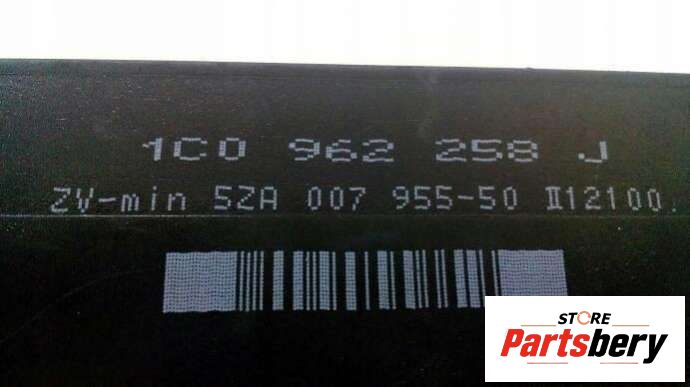 1C0 962 258 J
ZV-min 5ZA 007 955-50 II12100.
STORE
Partsbery